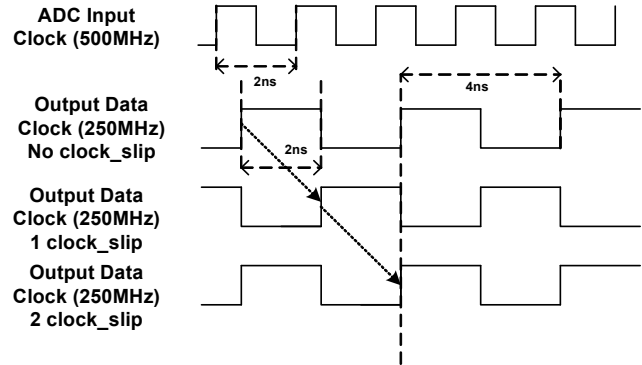 ADC Input
Clock (500MHz)
2ns
4ns
Output Data
Clock (250MHz)
No clock_slip
2ns
Output Data
Clock (250MHz)
1 clock_slip
Output Data
Clock (250MHz)
2 clock_slip